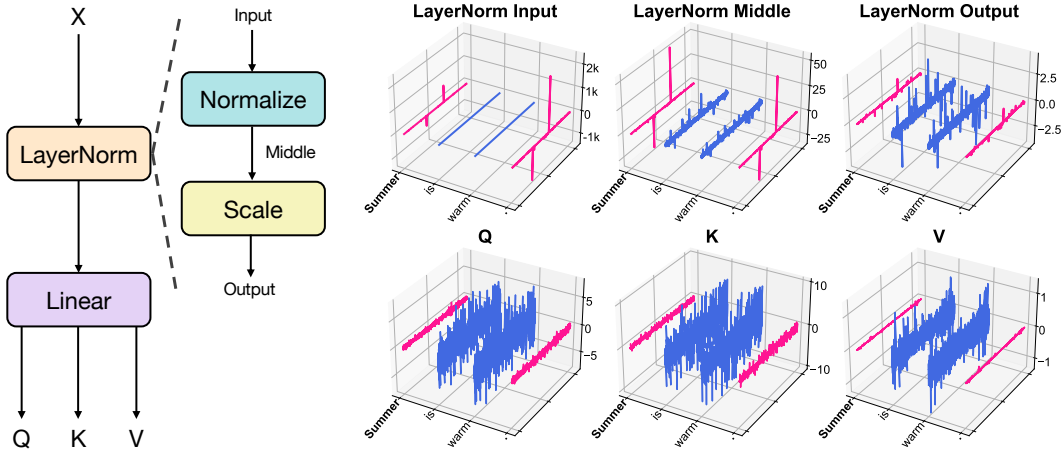 X
LayerNorm
Linear
Q K V
Input
Normalize
Middle
Scale
Output
LayerNorm Input
2k
1k
0
-1k
Summer
is
warm
.
LayerNorm Middle
50
25
0
−25
Summer
is
warm
.
LayerNorm Output
2.5
0.0
−2.5
Summer
is
warm
.
Q
5
0
−5
Summer
is
warm
.
K
10
0
−10
Summer
is
warm
.
V
1
0
−1
Summer
is
warm
.